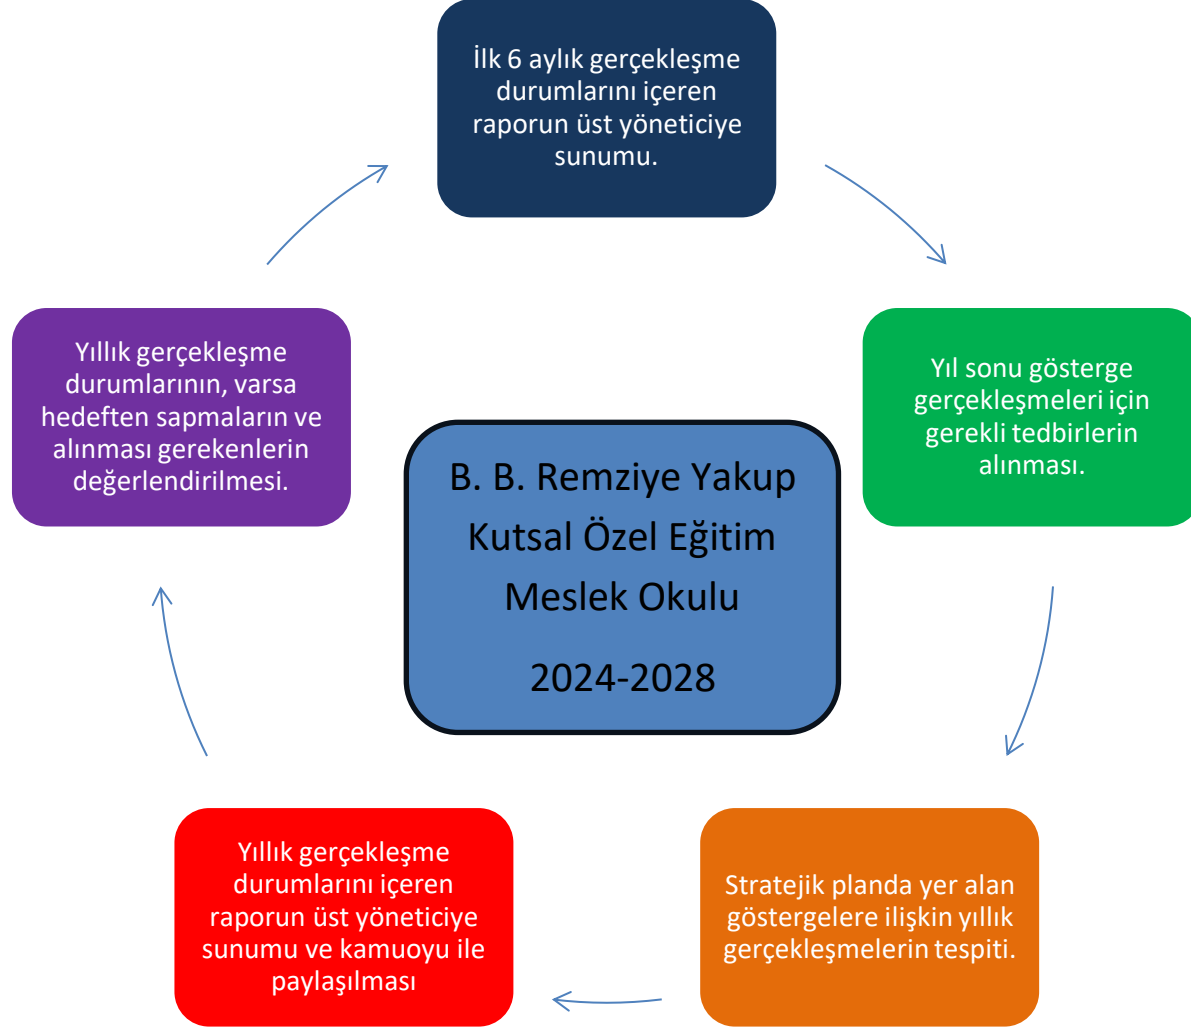 İlk 6 aylık gerçekleşme
durumlarını içeren
raporun üst yöneticiye
sunumu.
Yıl sonu gösterge
gerçekleşmeleri için
gerekli tedbirlerin
alınması.
Stratejik planda yer alan
göstergelere ilişkin yıllık
gerçekleşmelerin tespiti.
Yıllık gerçekleşme
durumlarını içeren
raporun üst yöneticiye
sunumu ve kamuoyu ile
paylaşılması
Yıllık gerçekleşme
durumlarının, varsa
hedeften sapmaların ve
alınması gerekenlerin
değerlendirilmesi.
B. B. Remziye Yakup
Kutsal Özel Eğitim
Meslek Okulu
2024-2028